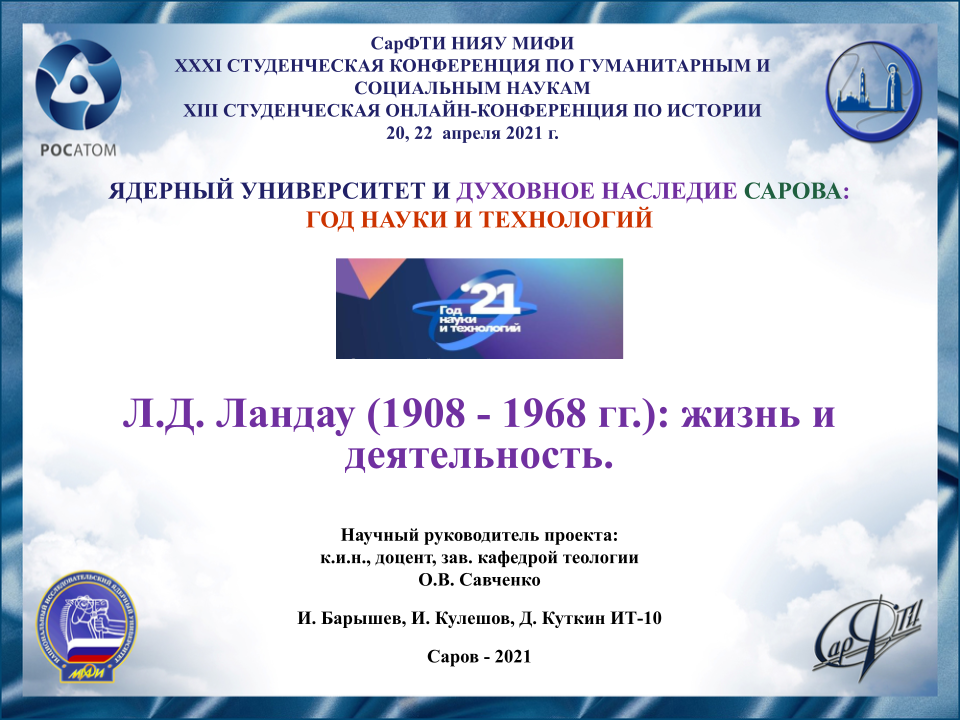 СарФТИ НИЯУ МИФИ
XXXI СТУДЕНЧЕСКАЯ КОНФЕРЕНЦИЯ ПО ГУМАНИТАРНЫМ И
СОЦИАЛЬНЫМ НАУКАМ
XIII СТУДЕНЧЕСКАЯ ОНЛАЙН-КОНФЕРЕНЦИЯ ПО ИСТОРИИ
20, 22 апреля 2021 г.
РОСАТОМ
ЯДЕРНЫЙ УНИВЕРСИТЕТ И ДУХОВНОЕ НАСЛЕДИЕ САРОВА:
ГОД НАУКИ И ТЕХНОЛОГИЙ
21
Год
науки
и технологий
Л.Д. Ландау (1908 - 1968 гг.): жизнь и
деятельность.
Научный руководитель проекта:
к.и.н., доцент, зав. кафедрой теологии
О.В. Савченко
И. Барышев, И. Кулешов, Д. Куткин ИТ-10
Саров - 2021
НАЦИОНАЛЬНЫЙ ИССЛЕДОВАТЕЛЬСКИЙ ЯДЕРНЫЙ УНИВЕРСИТЕТ
МИФИ
СарФТИ